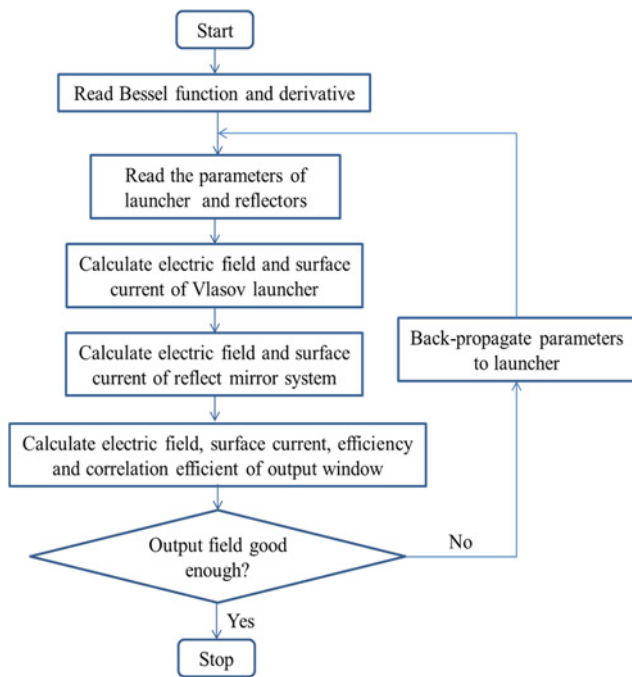 Start
Read Bessel function and derivative
Read the parameters of
launcher and reflectors
Calculate electric field and surface
current of Vlasov launcher
Calculate electric field and surface
current of reflect mirror system
Back-propagate parameters
to launcher
Calculate electric field, surface current, efficiency
and correlation efficient of output window
Output field good
enough?
No
Yes
Stop